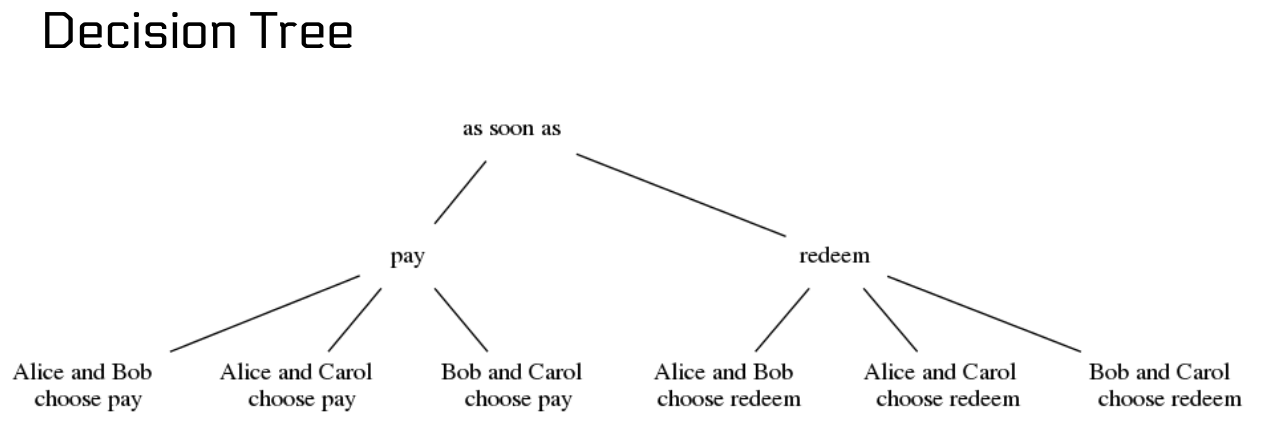 Decision Tree
as soon as
pay
redeem
Alice and Bob
choose pay
Alice and Carol
choose pay
Bob and Carol
choose pay
Alice and Bob
choose redeem
Alice and Carol
choose redeem
Bob and Carol
choose redeem